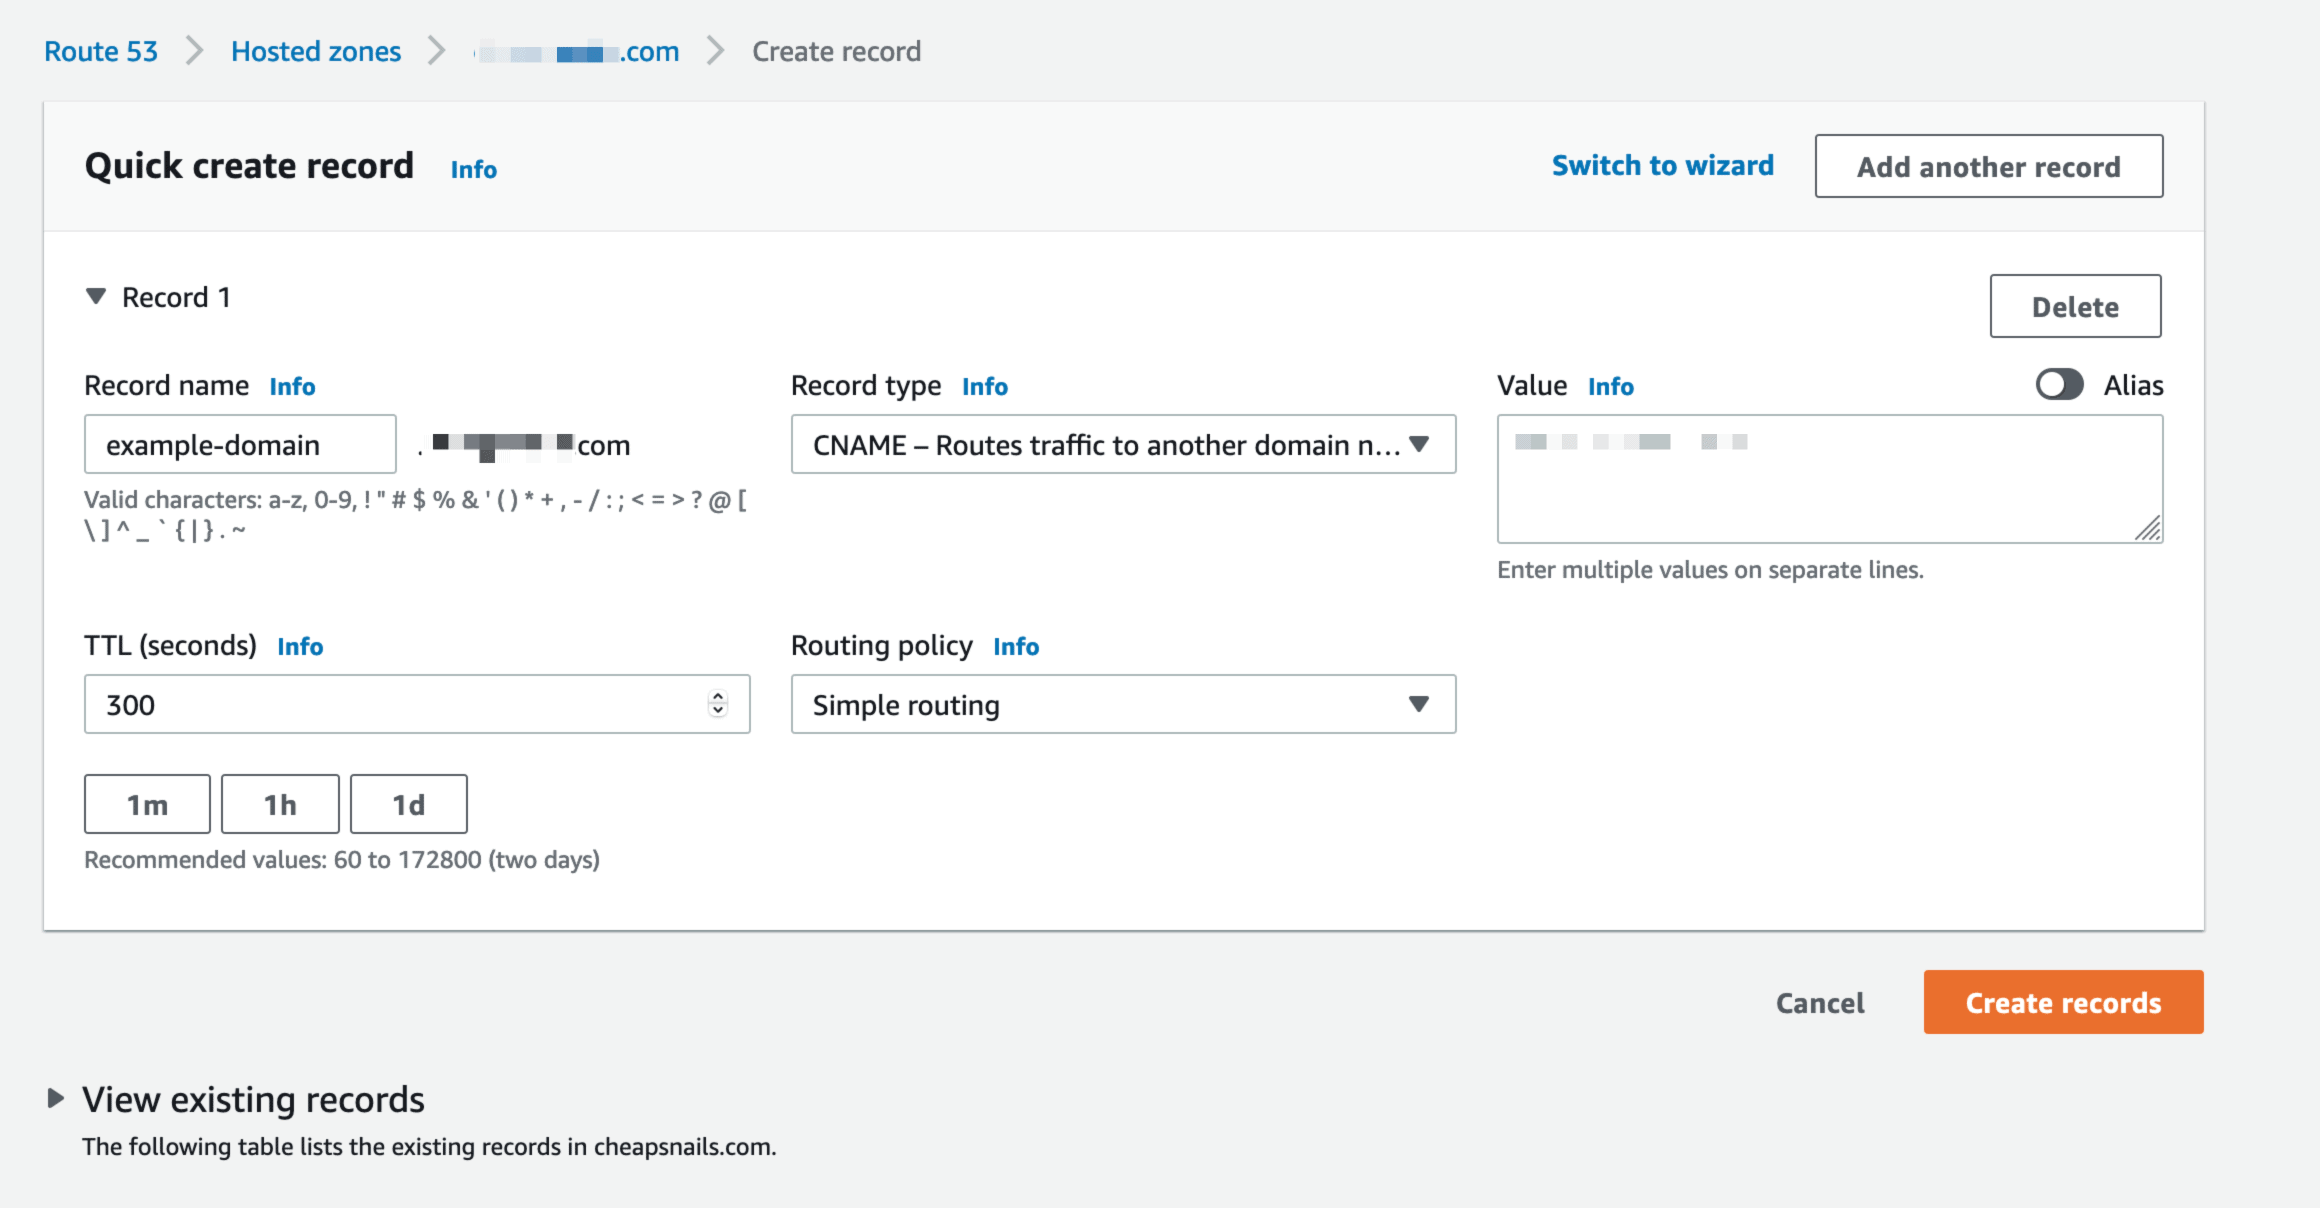 Route 53 Hosted zones .com Create record
Quick create record Info Switch to wizard Add another record
Record 1 Delete
Record name Info Record type Info Value Info Alias
example-domain . com CNAME – Routes traffic to another domain n...
Valid characters: a-z, 0-9, ! " # $ % & ' ( ) * + , - / : ; < = > ? @ [
\ ] ^ _ ` { | } . ~
Enter multiple values on separate lines.
TTL (seconds) Info Routing policy Info
300 Simple routing
1m 1h 1d
Recommended values: 60 to 172800 (two days)
Cancel Create records
View existing records
The following table lists the existing records in cheapsnails.com.